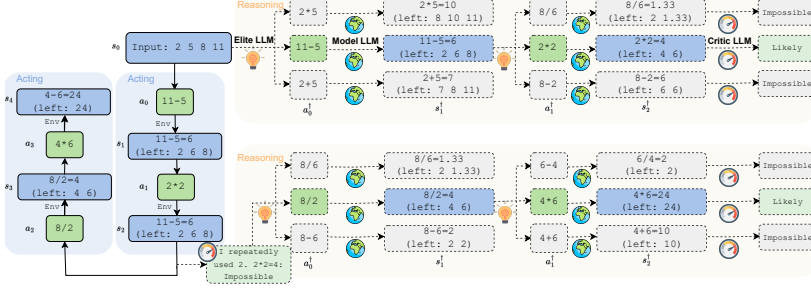 Reasoning
s0
Input: 2 5 8 11
Elite LLM
2*5
11-5
2+5
a0†
Model LLM
2*5=10
(left: 8 10 11)
11-5=6
(left: 2 6 8)
2+5=7
(left: 7 8 11)
s1†
8/6
2*2
8-2
a1†
8/6=1.33
(left: 2 1.33)
2*2=4
(left: 4 6)
8-2=6
(left: 6 6)
s2†
Critic LLM
Impossible
Likely
Impossible
Acting
s4
4-6=24
(left: 24)
Env
a3
4*6
s3
8/2=4
(left: 4 6)
Env
a2
8/2
Acting
a0
11-5
Env
s1
11-5=6
(left: 2 6 8)
a1
2*2
Env
s2
11-5=6
(left: 2 6 8)
I repeatedly
used 2. 2*2=4:
Impossible
Reasoning
8/6
8/2
8-6
a0†
8/6=1.33
(left: 2 1.33)
8/2=4
(left: 4 6)
8-6=2
(left: 2 2)
s1†
6-4
4*6
4+6
a1†
6/4=2
(left: 2)
4*6=24
(left: 24)
4+6=10
(left: 10)
s2†
Impossible
Likely
Impossible